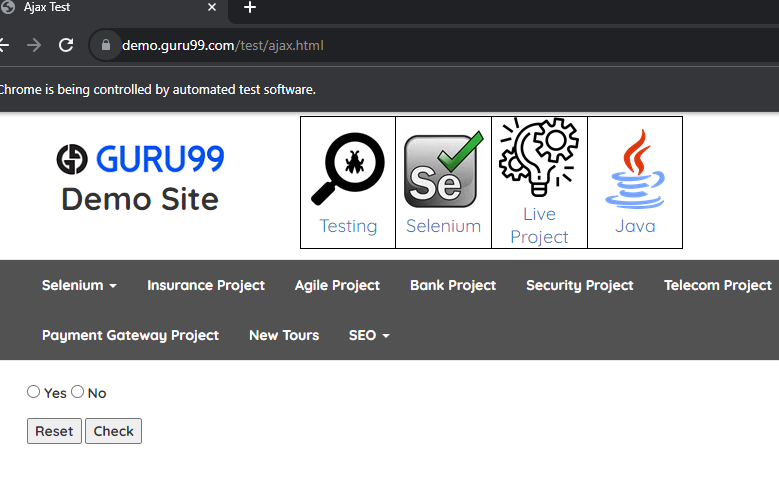 Ajax Test
demo.guru99.com/test/ajax.html
Chrome is being controlled by automated test software.
GURU99
Demo Site
Testing
Se
Selenium
Live
Project
Java
Selenium Insurance Project Agile Project Bank Project Security Project Telecom Project
Payment Gateway Project New Tours SEO
Yes No
Reset Check